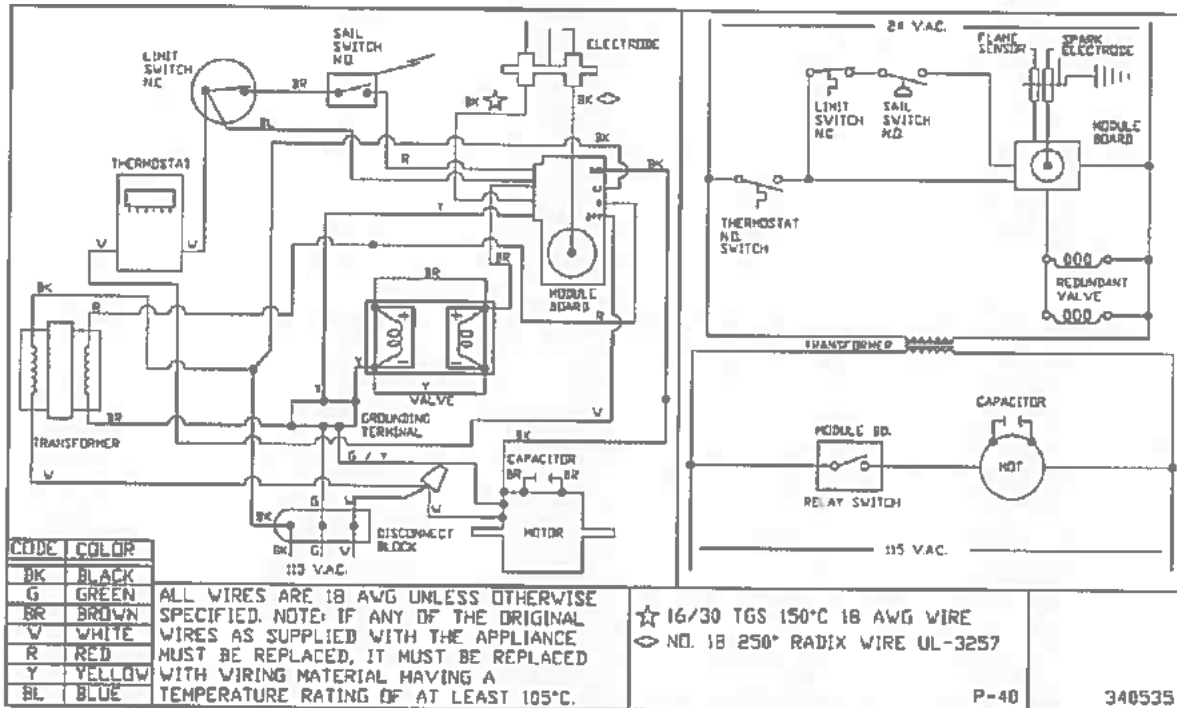 SAIL
SWITCH
N.O.
LIMIT
SWITCH
N.C.
ELECTRODE
BR
BK ☆
BK
BL
BK
BK
R
THERMOSTAT
Y
W
W
BR
BR
MODULE
BOARD
BK
R
R
Y
Y
VALVE
Y
GROUNDING
TERMINAL
W
BR
TRANSFORMER
BK
G / Y
CAPACITOR
BR
BR
W
G
W
W
BK
DISCONNECT
BLOCK
MOTOR
BK
G
W
115 V.A.C.
24 V.A.C.
FLAME
SENSOR
SPARK
ELECTRODE
LIMIT
SWITCH
N.C.
SAIL
SWITCH
N.O.
MODULE
BOARD
THERMOSTAT
N.O.
SWITCH
REDUNDANT
VALVE
TRANSFORMER
CAPACITOR
MODULE BD.
MOT
RELAY SWITCH
115 V.A.C.
CODE COLOR
BK BLACK
G GREEN
BR BROWN
W WHITE
R RED
Y YELLOW
BL BLUE
ALL WIRES ARE 18 AWG UNLESS OTHERWISE
SPECIFIED. NOTE: IF ANY OF THE ORIGINAL
WIRES AS SUPPLIED WITH THE APPLIANCE
MUST BE REPLACED, IT MUST BE REPLACED
WITH WIRING MATERIAL HAVING A
TEMPERATURE RATING OF AT LEAST 105°C.
☆ 16/30 TGS 150°C 18 AWG WIRE
NO. 18 250° RADIX WIRE UL-3257
P-40
340535